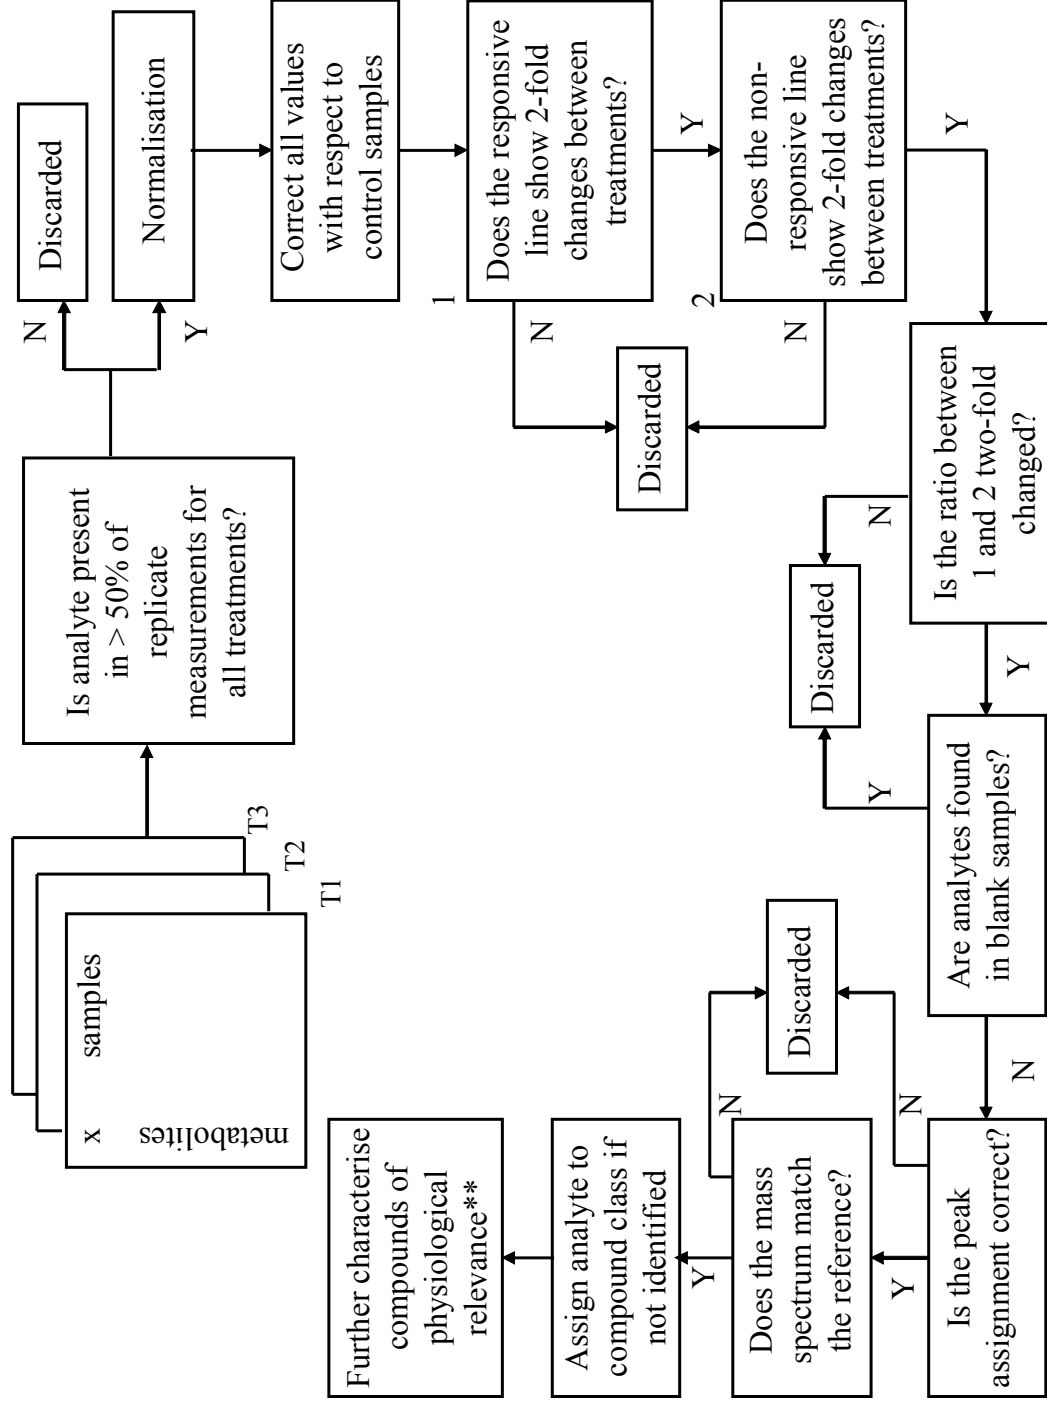 x samples
metabolites
T1
T2
T3
Is analyte present
in > 50% of
replicate
measurements for
all treatments?
N
Discarded
Y
Normalisation
Correct all values
with respect to
control samples
1
Does the responsive
line show 2-fold
changes between
treatments?
N
Y
Discarded
2
Does the non-
responsive line
show 2-fold changes
between treatments?
N
Y
Is the ratio between
1 and 2 two-fold
changed?
N
Discarded
Y
Are analytes found
in blank samples?
Y
N
Is the peak
assignment correct?
N
Discarded
Y
Does the mass
spectrum match
the reference?
N
Y
Assign analyte to
compound class if
not identified
Further characterise
compounds of
physiological
relevance**